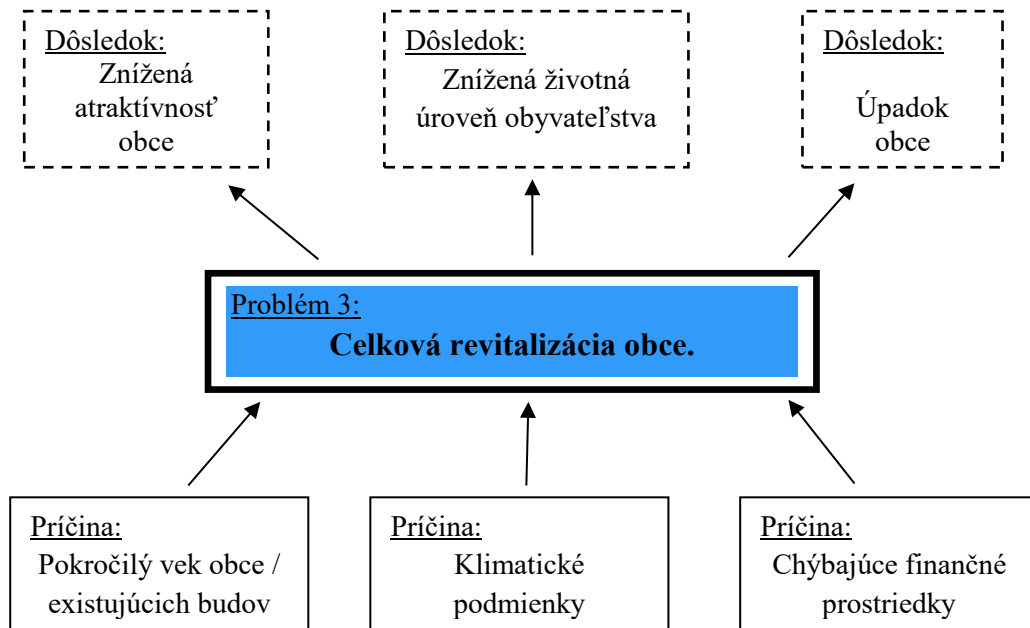 Dôsledok:
Znížená
atraktívnosť
obce
Dôsledok:
Znížená životná
úroveň obyvateľstva
Dôsledok:
Úpadok
obce
Problém 3:
Celková revitalizácia obce.
Príčina:
Pokročilý vek obce /
existujúcich budov
Príčina:
Klimatické
podmienky
Príčina:
Chýbajúce finančné
prostriedky